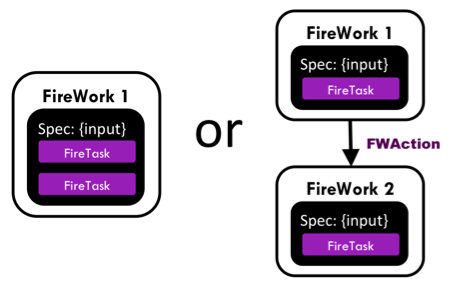 FireWork 1
Spec: {input}
FireTask
FireTask
or
FireWork 1
Spec: {input}
FireTask
FWAction
FireWork 2
Spec: {input}
FireTask